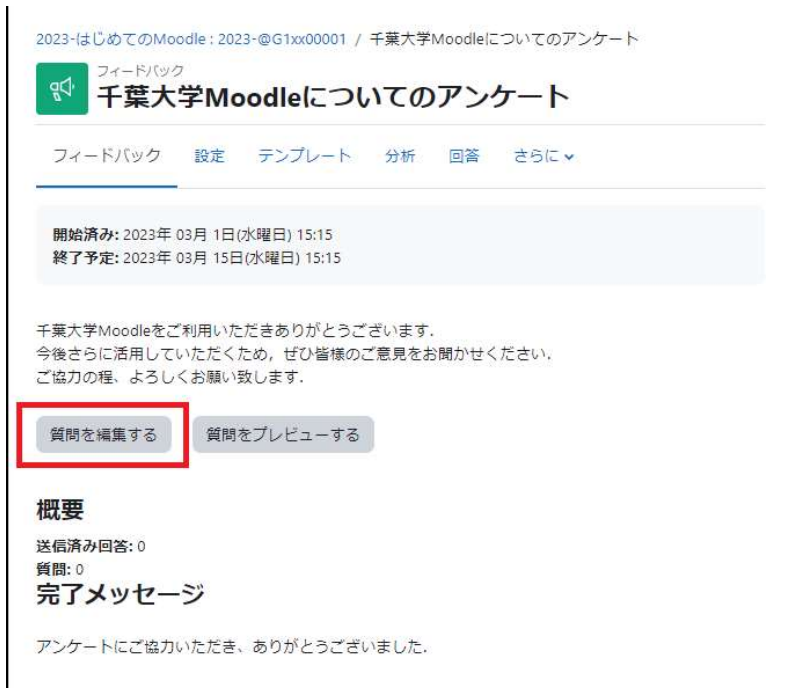 2023-はじめてのMoodle : 2023-@G1xx00001 / 千葉大学Moodleについてのアンケート
フィードバック
千葉大学Moodleについてのアンケート
フィードバック 設定 テンプレート 分析 回答 さらに
開始済み: 2023年 03月 1日(水曜日) 15:15
終了予定: 2023年 03月 15日(水曜日) 15:15
千葉大学Moodleをご利用いただきありがとうございます.
今後さらに活用していただくため，ぜひ皆様のご意見をお聞かせください.
ご協力の程、よろしくお願い致します.
質問を編集する 質問をプレビューする
概要
送信済み回答: 0
質問: 0
完了メッセージ
アンケートにご協力いただき、ありがとうございました.